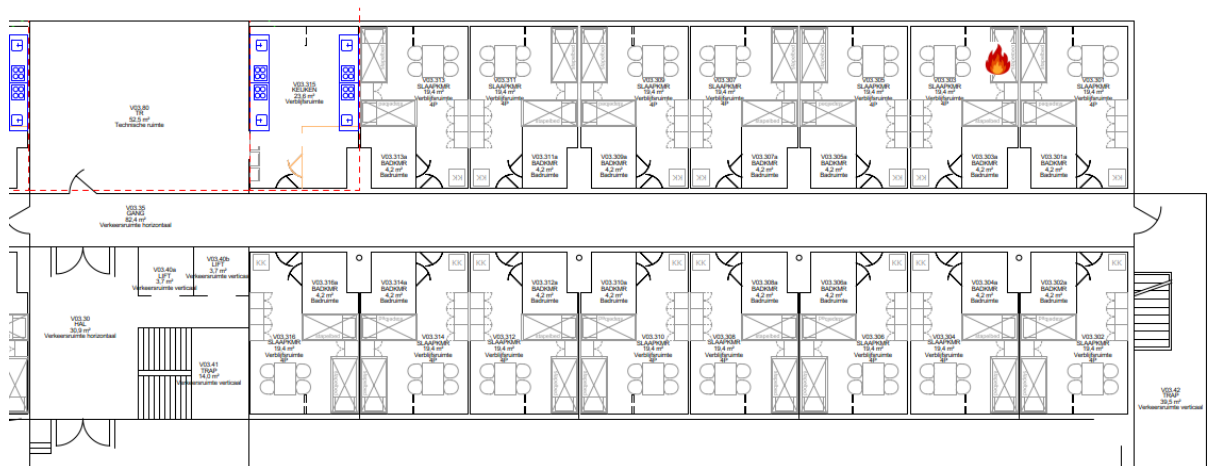 V03.80
TR
52,5 m²
Technische ruimte
V03.315
KEUKEN
23,6 m²
Verblijfsruimte
V03.313
SLAAPKMR
19,4 m²
Verblijfsruimte
4P
V03.311
SLAAPKMR
19,4 m²
Verblijfsruimte
4P
V03.309
SLAAPKMR
19,4 m²
Verblijfsruimte
4P
V03.307
SLAAPKMR
19,4 m²
Verblijfsruimte
4P
V03.305
SLAAPKMR
19,4 m²
Verblijfsruimte
4P
V03.303
SLAAPKMR
19,4 m²
Verblijfsruimte
4P
V03.301
SLAAPKMR
19,4 m²
Verblijfsruimte
4P
V03.313a
BADKMR
4,2 m²
Badruimte
KK
V03.311a
BADKMR
4,2 m²
Badruimte
KK
V03.309a
BADKMR
4,2 m²
Badruimte
KK
V03.307a
BADKMR
4,2 m²
Badruimte
V03.305a
BADKMR
4,2 m²
Badruimte
KK
V03.303a
BADKMR
4,2 m²
Badruimte
V03.301a
BADKMR
4,2 m²
Badruimte
KK
V03.35
GANG
82,4 m²
Verkeersruimte horizontaal
V03.40b
LIFT
3,7 m²
Verkeersruimte verticaal
V03.40a
LIFT
3,7 m²
Verkeersruimte verticaal
V03.30
HAL
30,9 m²
Verkeersruimte horizontaal
V03.41
TRAP
14,0 m²
Verkeersruimte verticaal
KK
V03.316a
BADKMR
4,2 m²
Badruimte
V03.314a
BADKMR
4,2 m²
Badruimte
KK
KK
V03.312a
BADKMR
4,2 m²
Badruimte
V03.310a
BADKMR
4,2 m²
Badruimte
KK
KK
V03.308a
BADKMR
4,2 m²
Badruimte
V03.306a
BADKMR
4,2 m²
Badruimte
KK
KK
V03.304a
BADKMR
4,2 m²
Badruimte
V03.302a
BADKMR
4,2 m²
Badruimte
KK
V03.316
SLAAPKMR
19,4 m²
Verblijfsruimte
4P
V03.314
SLAAPKMR
19,4 m²
Verblijfsruimte
4P
V03.312
SLAAPKMR
19,4 m²
Verblijfsruimte
4P
V03.310
SLAAPKMR
19,4 m²
Verblijfsruimte
4P
V03.308
SLAAPKMR
19,4 m²
Verblijfsruimte
4P
V03.306
SLAAPKMR
19,4 m²
Verblijfsruimte
4P
V03.304
SLAAPKMR
19,4 m²
Verblijfsruimte
4P
V03.302
SLAAPKMR
19,4 m²
Verblijfsruimte
4P
V03.42
TRAP
39,5 m²
Verkeersruimte verticaal